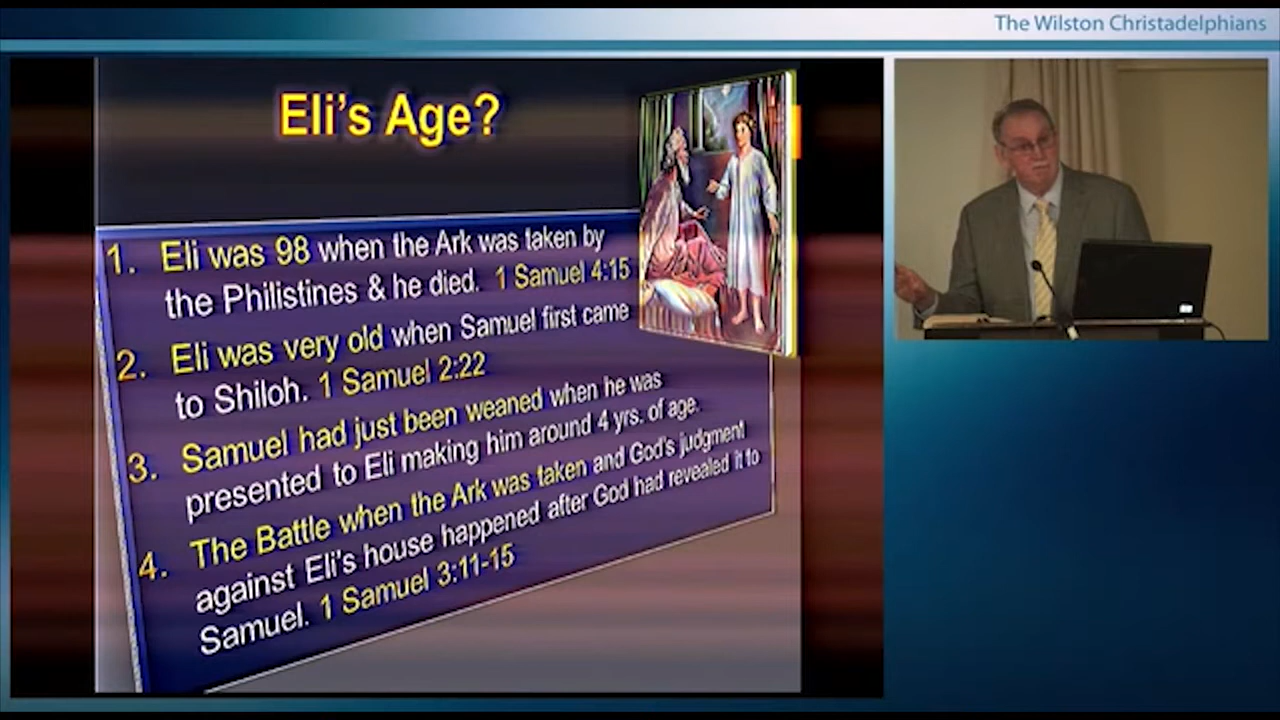 The Wilston Christadelphians
Eli's Age?
1. Eli was 98 when the Ark was taken by
the Philistines & he died. 1 Samuel 4:15
2. Eli was very old when Samuel first came
to Shiloh. 1 Samuel 2:22
3. Samuel had just been weaned when he was
presented to Eli making him around 4 yrs. of age.
4. The Battle when the Ark was taken and God's judgment
against Eli's house happened after God had revealed it to
Samuel. 1 Samuel 3:11-15